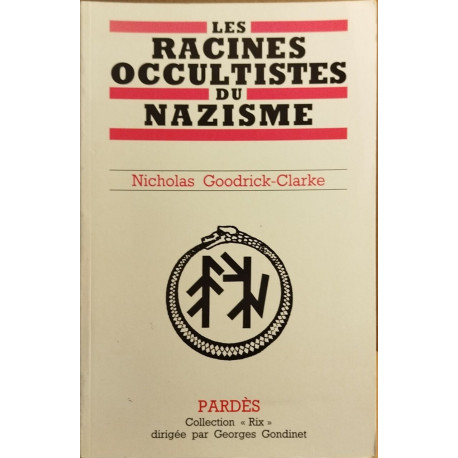 LES
RACINES
OCCULTISTES
DU
NAZISME
Nicholas Goodrick-Clarke
PARDÈS
Collection « Rix »
dirigée par Georges Gondinet